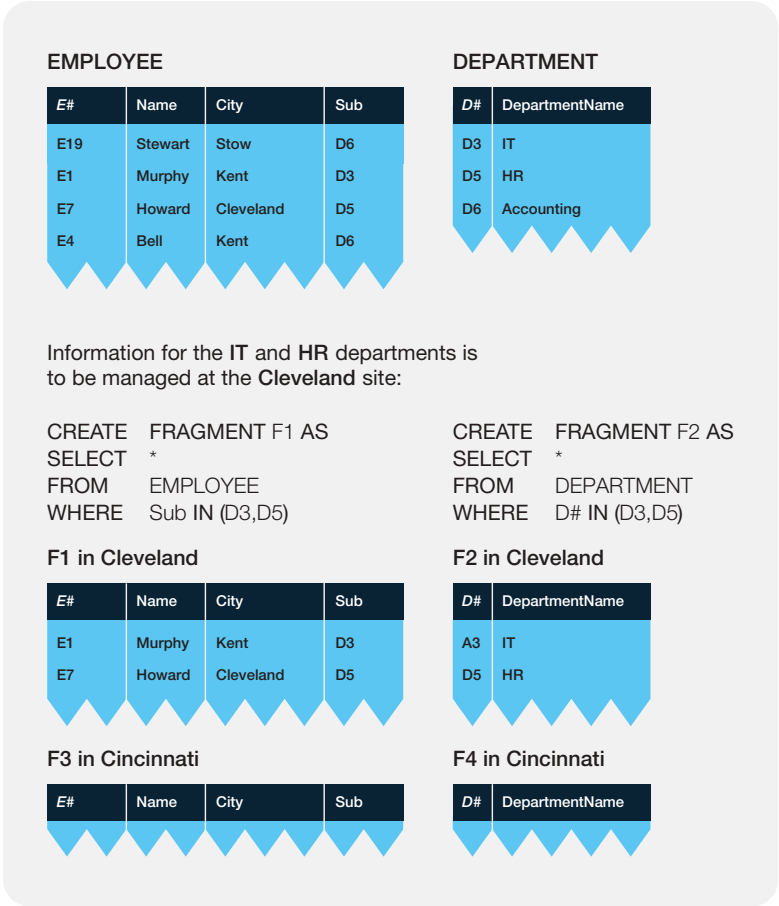 EMPLOYEE
E# Name City Sub
E19 Stewart Stow D6
E1 Murphy Kent D3
E7 Howard Cleveland D5
E4 Bell Kent D6
DEPARTMENT
D# DepartmentName
D3 IT
D5 HR
D6 Accounting
Information for the IT and HR departments is
to be managed at the Cleveland site:
CREATE FRAGMENT F1 AS
SELECT *
FROM EMPLOYEE
WHERE Sub IN (D3,D5)
CREATE FRAGMENT F2 AS
SELECT *
FROM DEPARTMENT
WHERE D# IN (D3,D5)
F1 in Cleveland
E# Name City Sub
E1 Murphy Kent D3
E7 Howard Cleveland D5
F2 in Cleveland
D# DepartmentName
A3 IT
D5 HR
F3 in Cincinnati
E# Name City Sub
F4 in Cincinnati
D# DepartmentName